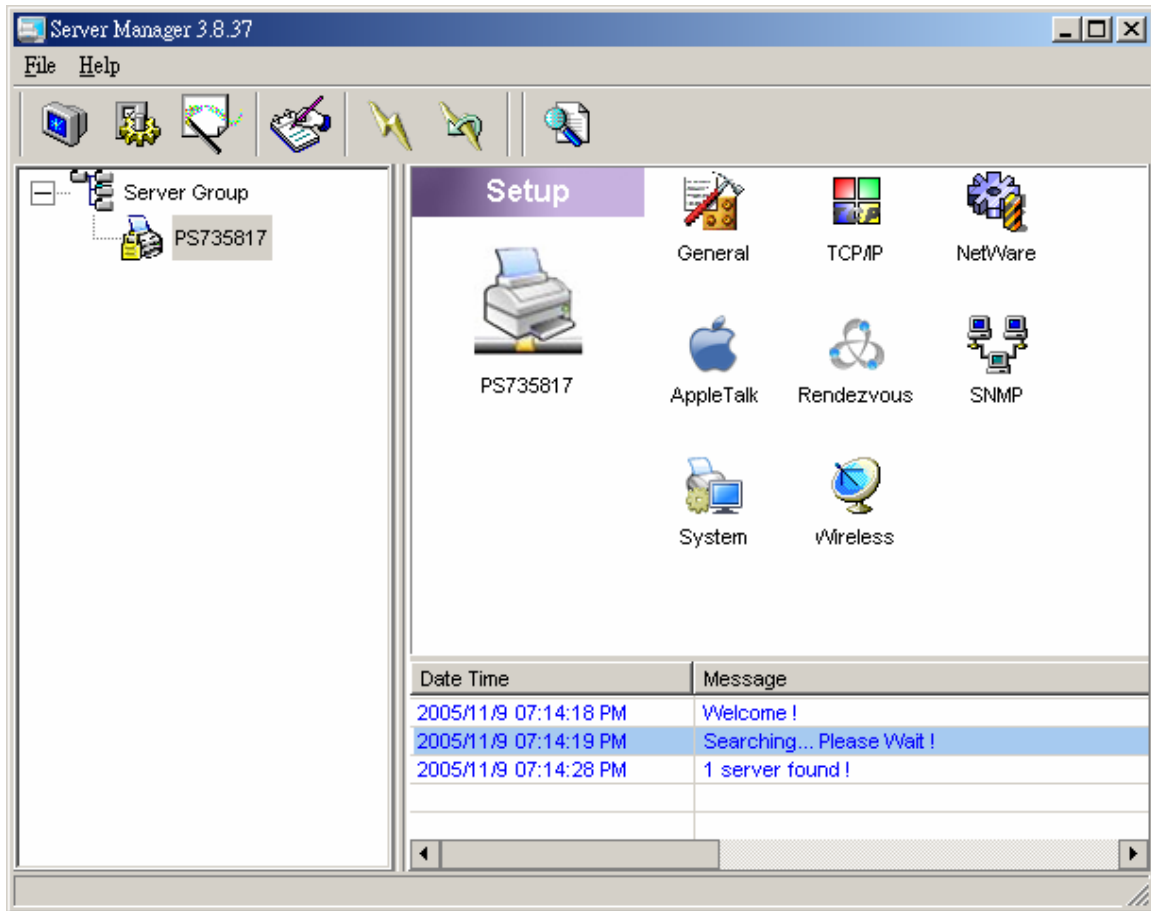 Server Manager 3.8.37
File Help
Server Group
PS735817
Setup
PS735817
General TCP/IP NetWare
AppleTalk Rendezvous SNMP
System Wireless
Date Time Message
2005/11/9 07:14:18 PM Welcome !
2005/11/9 07:14:19 PM Searching... Please Wait !
2005/11/9 07:14:28 PM 1 server found !